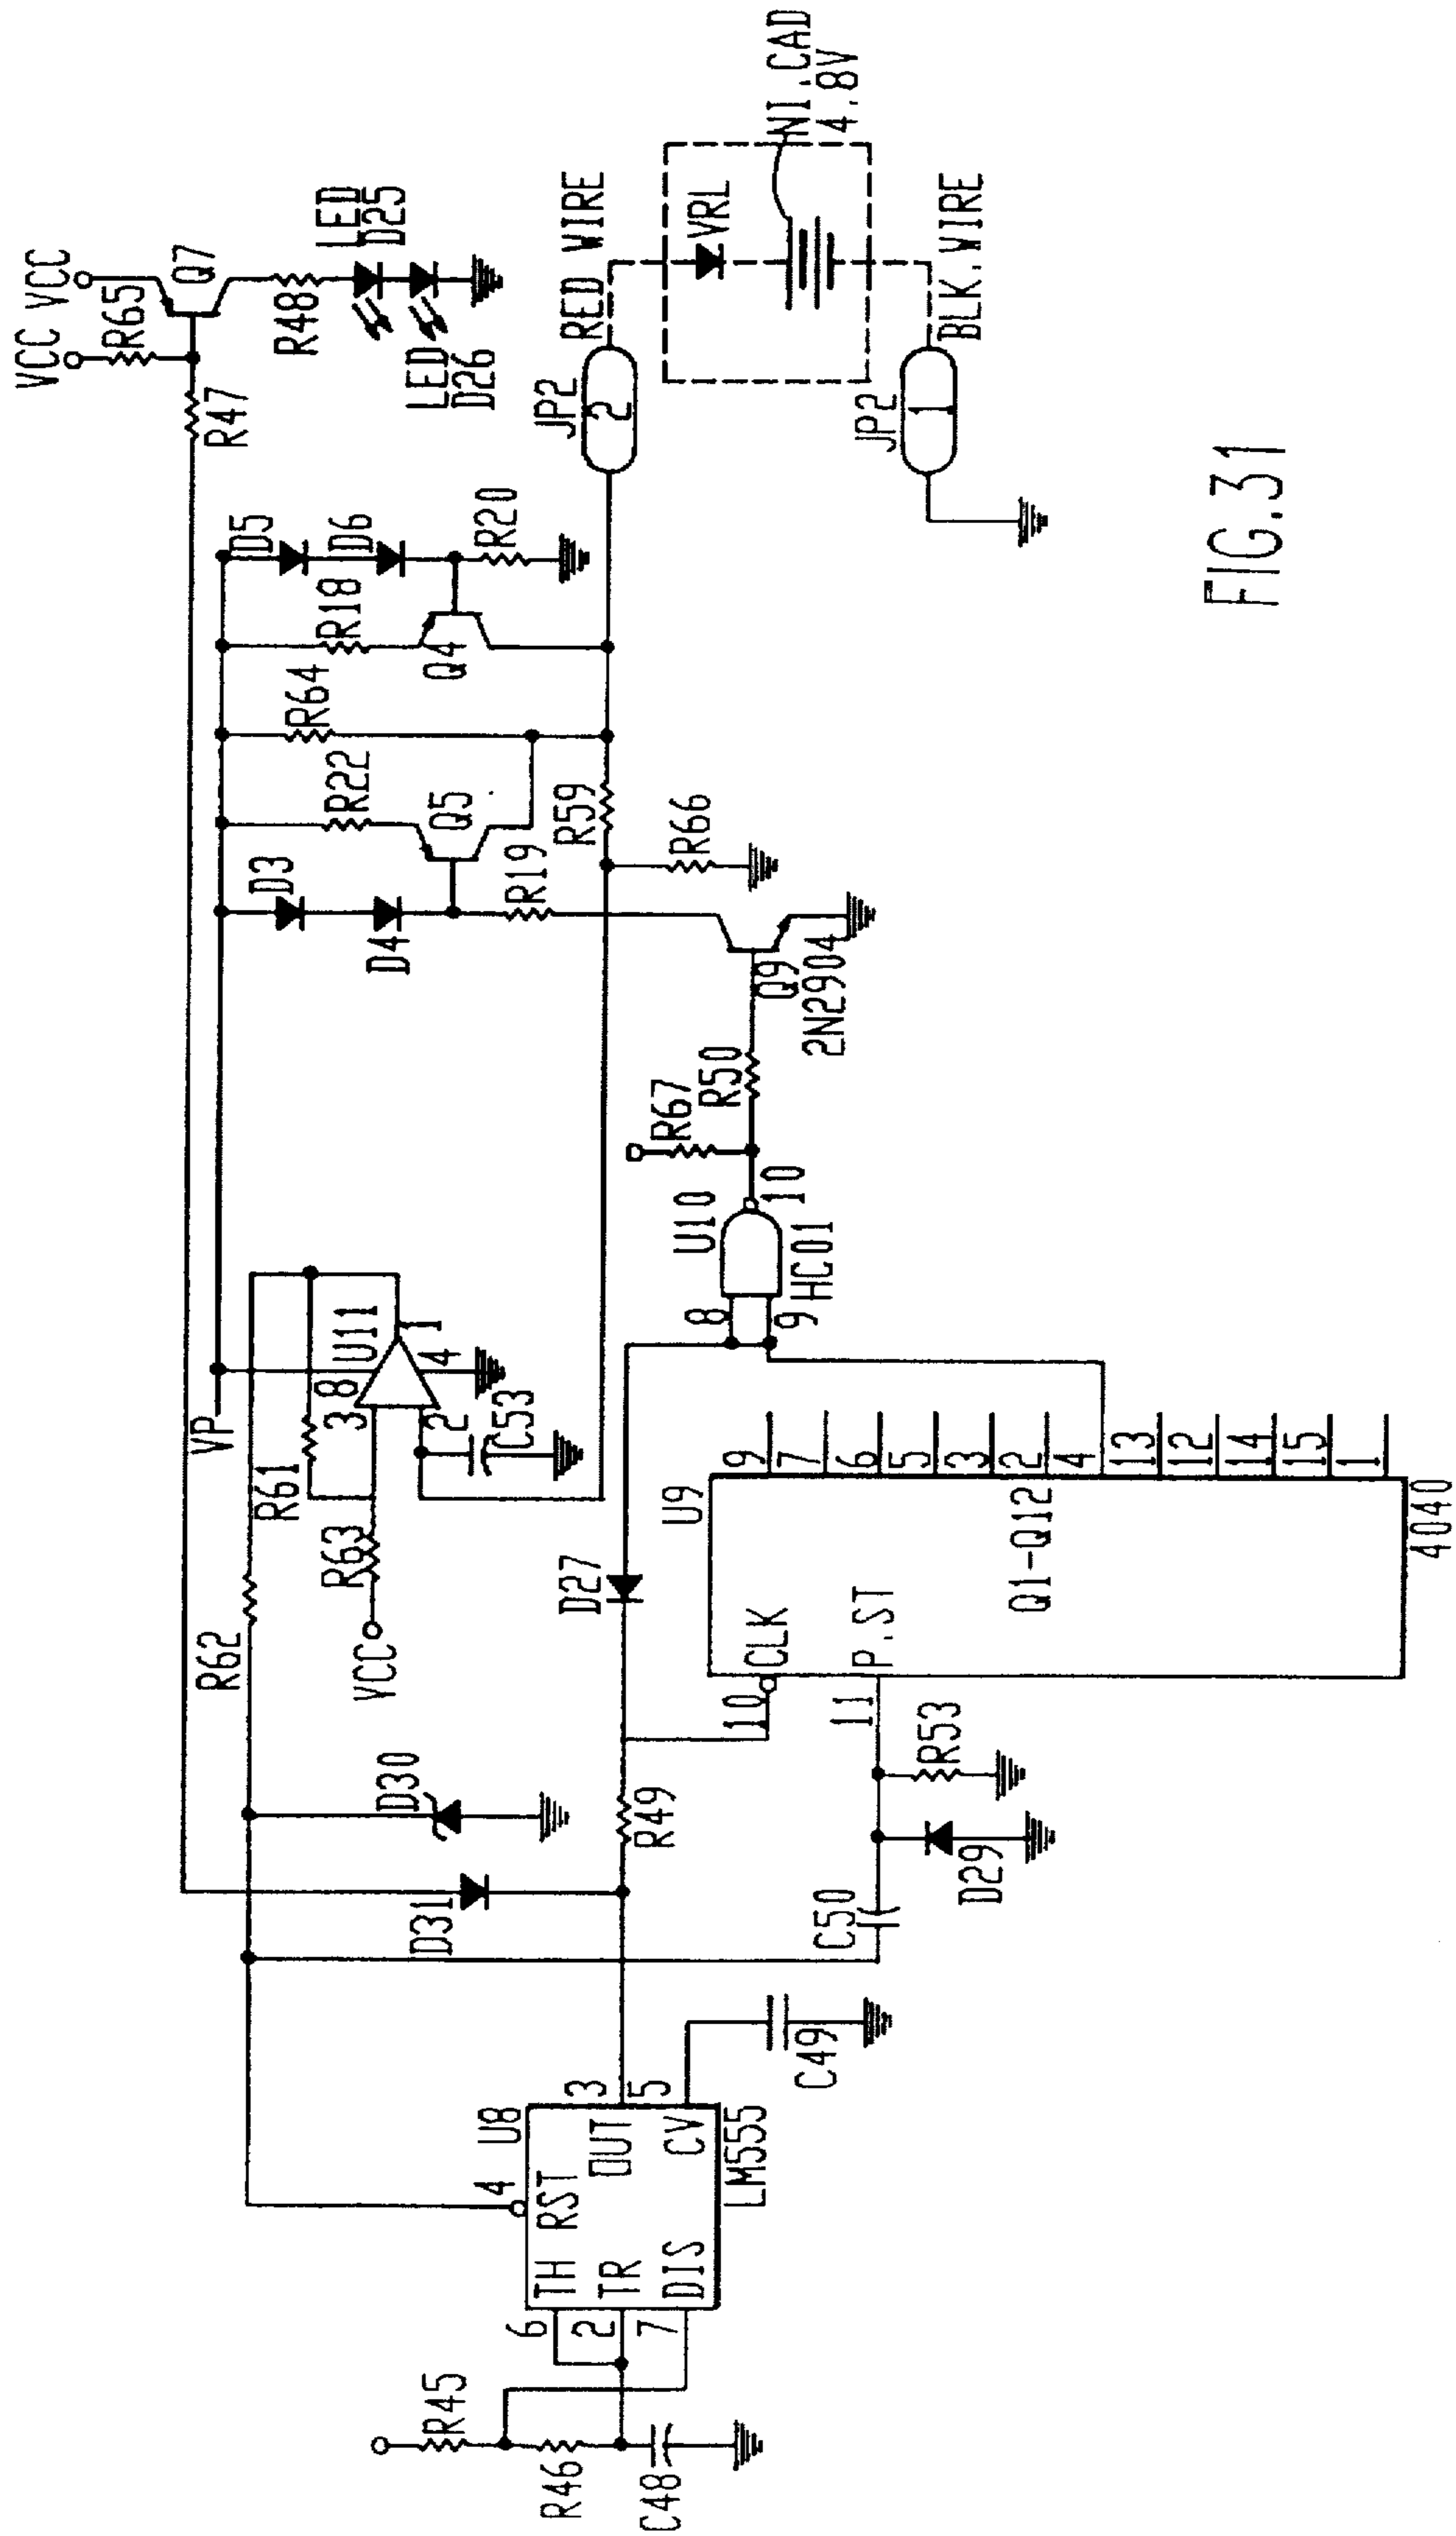 VCC
VCC
R65
Q7
R47
R48
LED
D25
LED
D26
VP
D3
D4
R22
Q5
R64
R18
Q4
D5
D6
R20
R19
R59
R66
JP2
2
RED WIRE
VRL
NI.CAD
4.8V
JP2
1
BLK.WIRE
R62
R61
R63
VCC
3
8
U11
1
2
4
C53
D30
D31
R49
D27
U10
8
9
10
HC01
R67
R50
Q9
2N2904
R45
R46
C48
6
2
7
TH
TR
DIS
4
RST
U8
OUT
CV
3
5
LM555
C49
C50
D29
R53
10
11
CLK
P.ST
U9
Q1-Q12
9
7
6
5
3
2
4
13
12
14
15
1
4040
FIG.31